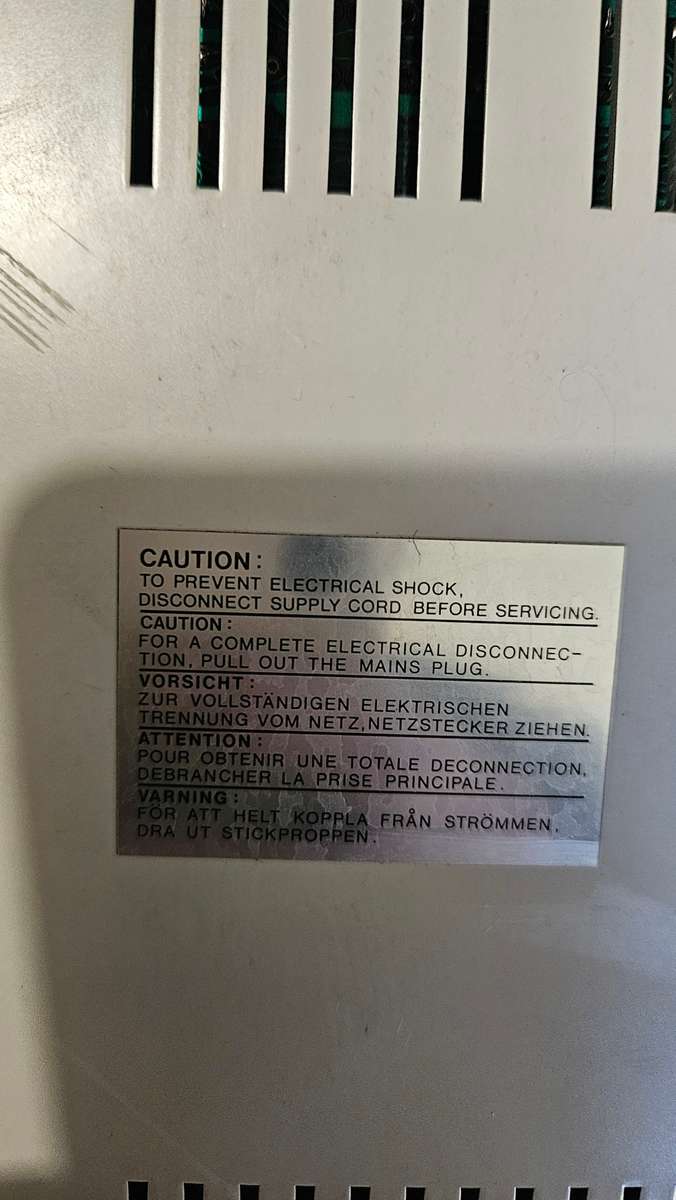 CAUTION:
TO PREVENT ELECTRICAL SHOCK,
DISCONNECT SUPPLY CORD BEFORE SERVICING.
CAUTION:
FOR A COMPLETE ELECTRICAL DISCONNEC-
TION, PULL OUT THE MAINS PLUG.
VORSICHT:
ZUR VOLLSTÄNDIGEN ELEKTRISCHEN
TRENNUNG VOM NETZ,NETZSTECKER ZIEHEN.
ATTENTION:
POUR OBTENIR UNE TOTALE DECONNECTION,
DEBRANCHER LA PRISE PRINCIPALE.
VARNING:
FÖR ATT HELT KOPPLA FRÅN STRÖMMEN,
DRA UT STICKPROPPEN.